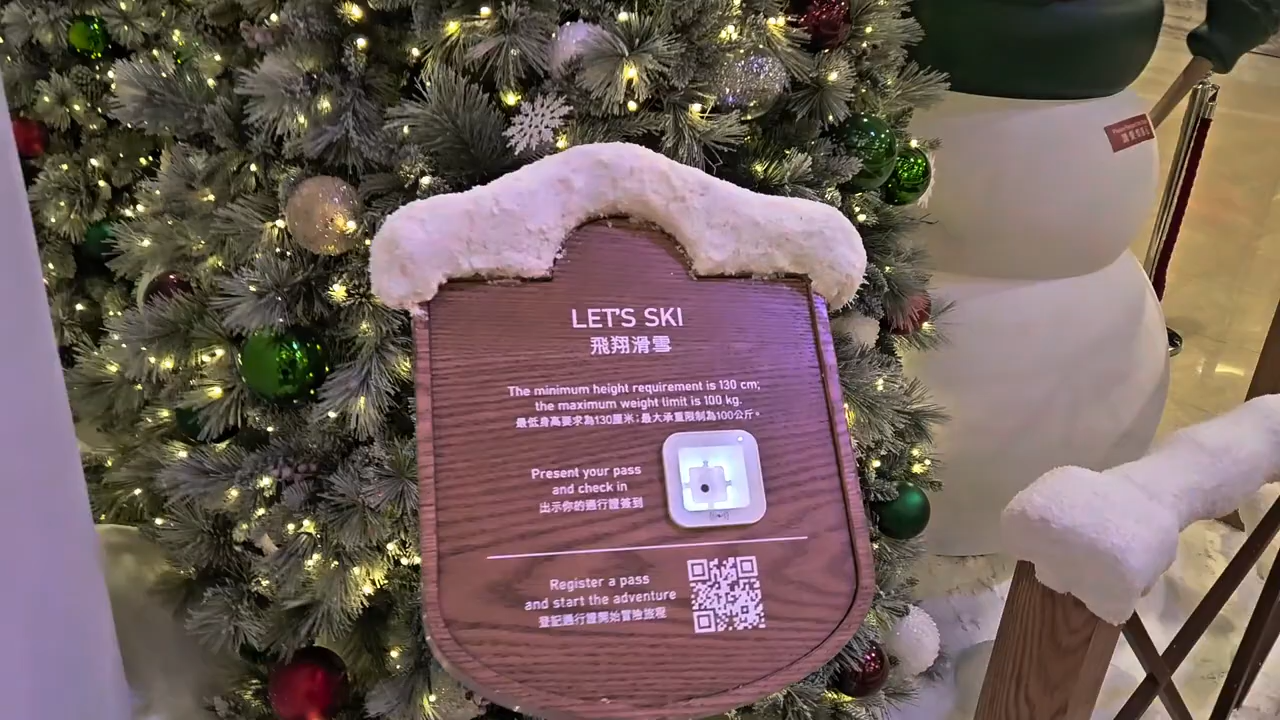 LET'S SKI
飛翔滑雪
The minimum height requirement is 130 cm;
the maximum weight limit is 100 kg.
最低身高要求為130厘米；最大承重限制為100公斤。
Present your pass
and check in
出示你的通行證簽到
Register a pass
and start the adventure
登記通行證開始冒險旅程